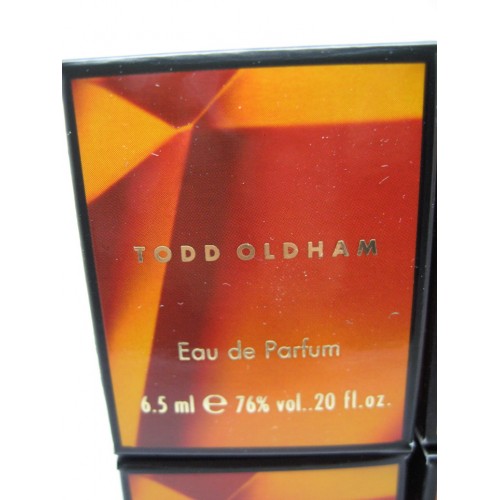 TODD OLDHAM
Eau de Parfum
6.5 ml ℮ 76% vol..20 fl.oz.